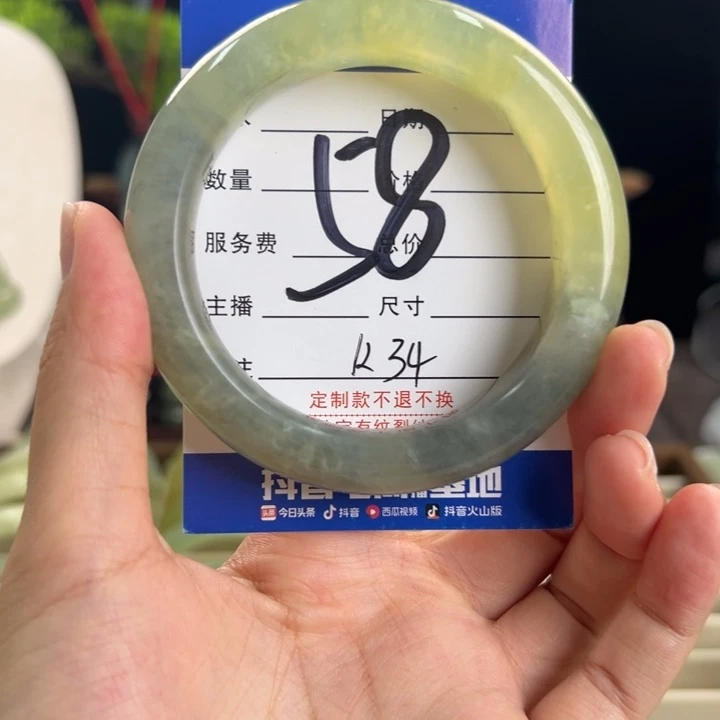 日期
58
数量 价格
服务费 总价
主播 尺寸
K34
定制款不退不换
今日头条 抖音 西瓜视频 抖音火山版